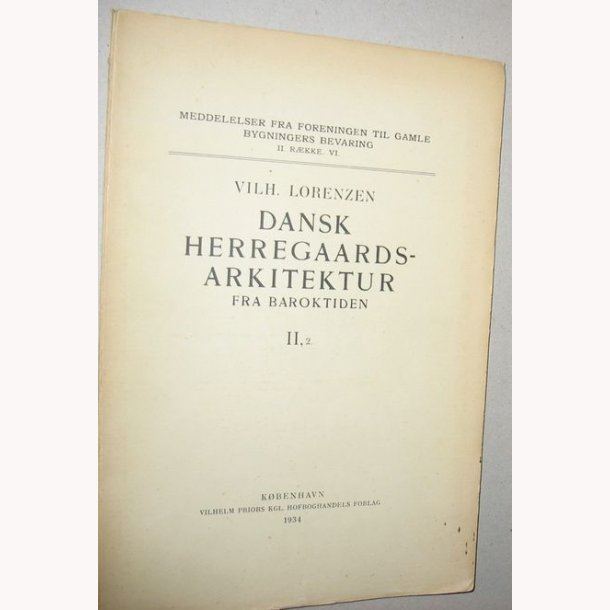 MEDDELELSER FRA FORENINGEN TIL GAMLE
BYGNINGERS BEVARING
II RÆKKE. VI.
VILH. LORENZEN
DANSK
HERREGAARDS-
ARKITEKTUR
FRA BAROKTIDEN
II, 2.
KØBENHAVN
VILHELM PRIORS KGL. HOFBOGHANDELS FORLAG
1934